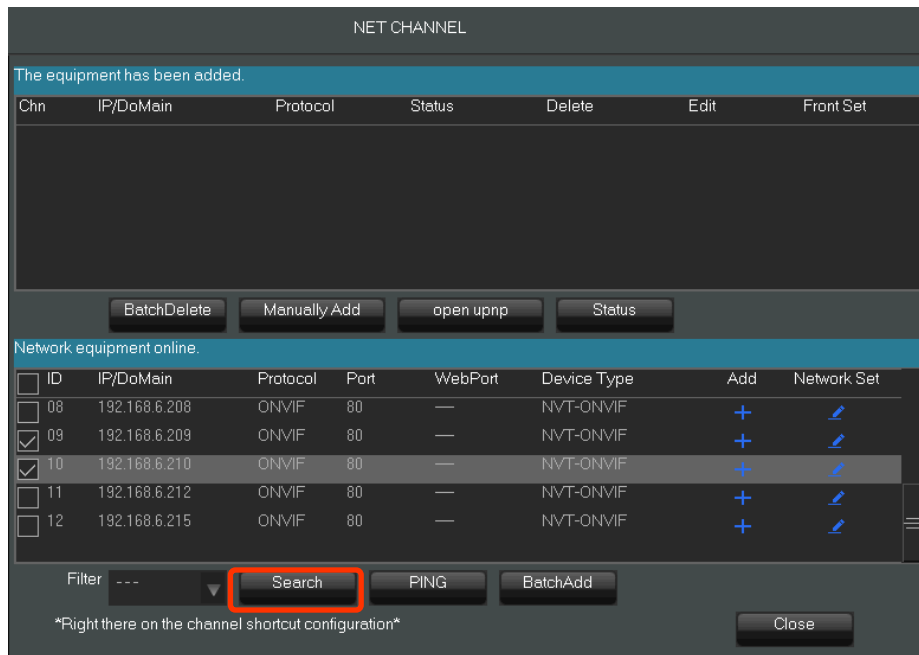 NET CHANNEL
The equipment has been added.
Chn IP/DoMain Protocol Status Delete Edit Front Set
BatchDelete Manually Add open upnp Status
Network equipment online.
ID IP/DoMain Protocol Port WebPort Device Type Add Network Set
08 192.168.6.208 ONVIF 80 — NVT-ONVIF
09 192.168.6.209 ONVIF 80 — NVT-ONVIF
10 192.168.6.210 ONVIF 80 — NVT-ONVIF
11 192.168.6.212 ONVIF 80 — NVT-ONVIF
12 192.168.6.215 ONVIF 80 — NVT-ONVIF
Filter --- Search PING BatchAdd
*Right there on the channel shortcut configuration* Close